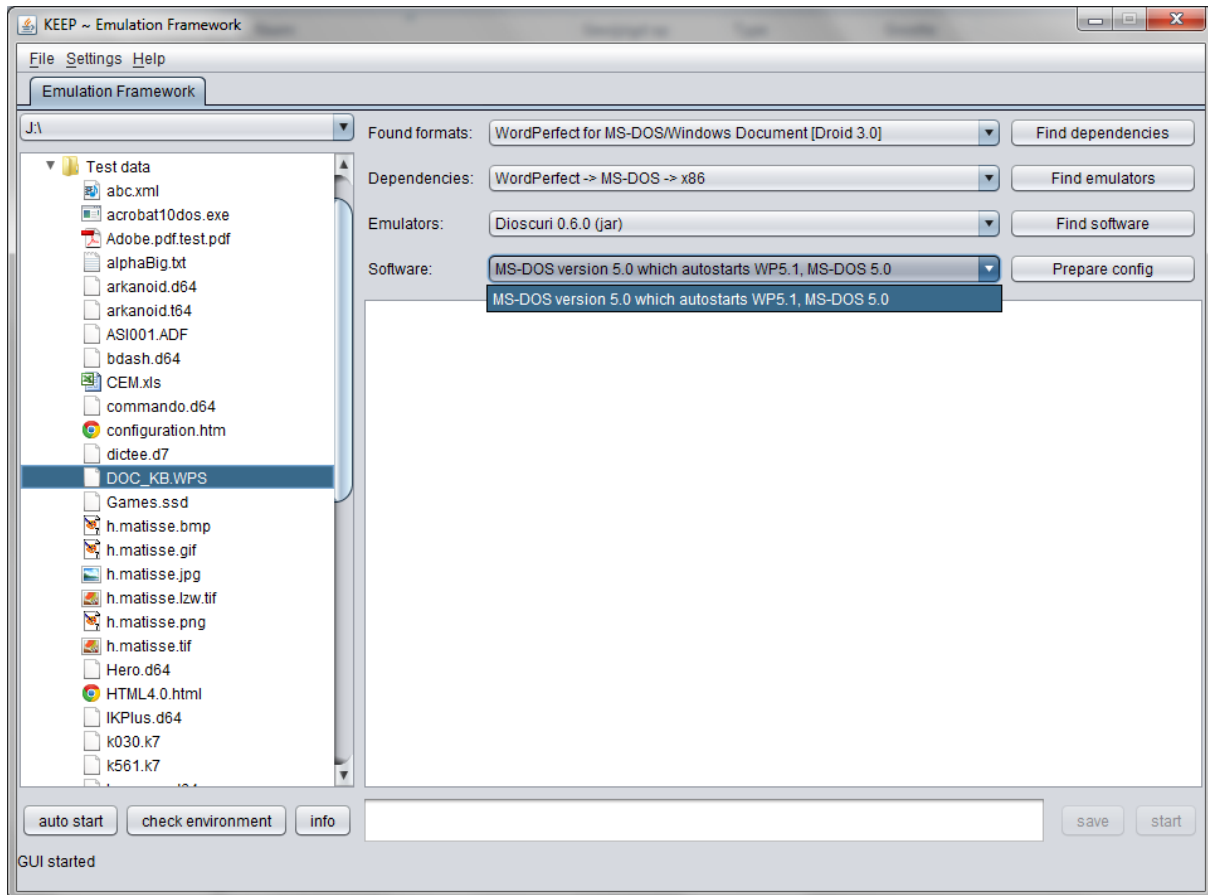 KEEP ~ Emulation Framework
File Settings Help
Emulation Framework
J:\
Test data
abc.xml
acrobat10dos.exe
Adobe.pdf.test.pdf
alphaBig.txt
arkanoid.d64
arkanoid.t64
ASI001.ADF
bdash.d64
CEM.xls
commando.d64
configuration.htm
dictee.d7
DOC_KB.WPS
Games.ssd
h.matisse.bmp
h.matisse.gif
h.matisse.jpg
h.matisse.lzw.tif
h.matisse.png
h.matisse.tif
Hero.d64
HTML4.0.html
IKPlus.d64
k030.k7
k561.k7
Found formats: WordPerfect for MS-DOS/Windows Document [Droid 3.0] Find dependencies
Dependencies: WordPerfect -> MS-DOS -> x86 Find emulators
Emulators: Dioscuri 0.6.0 (jar) Find software
Software: MS-DOS version 5.0 which autostarts WP5.1, MS-DOS 5.0 Prepare config
MS-DOS version 5.0 which autostarts WP5.1, MS-DOS 5.0
auto start check environment info save start
GUI started